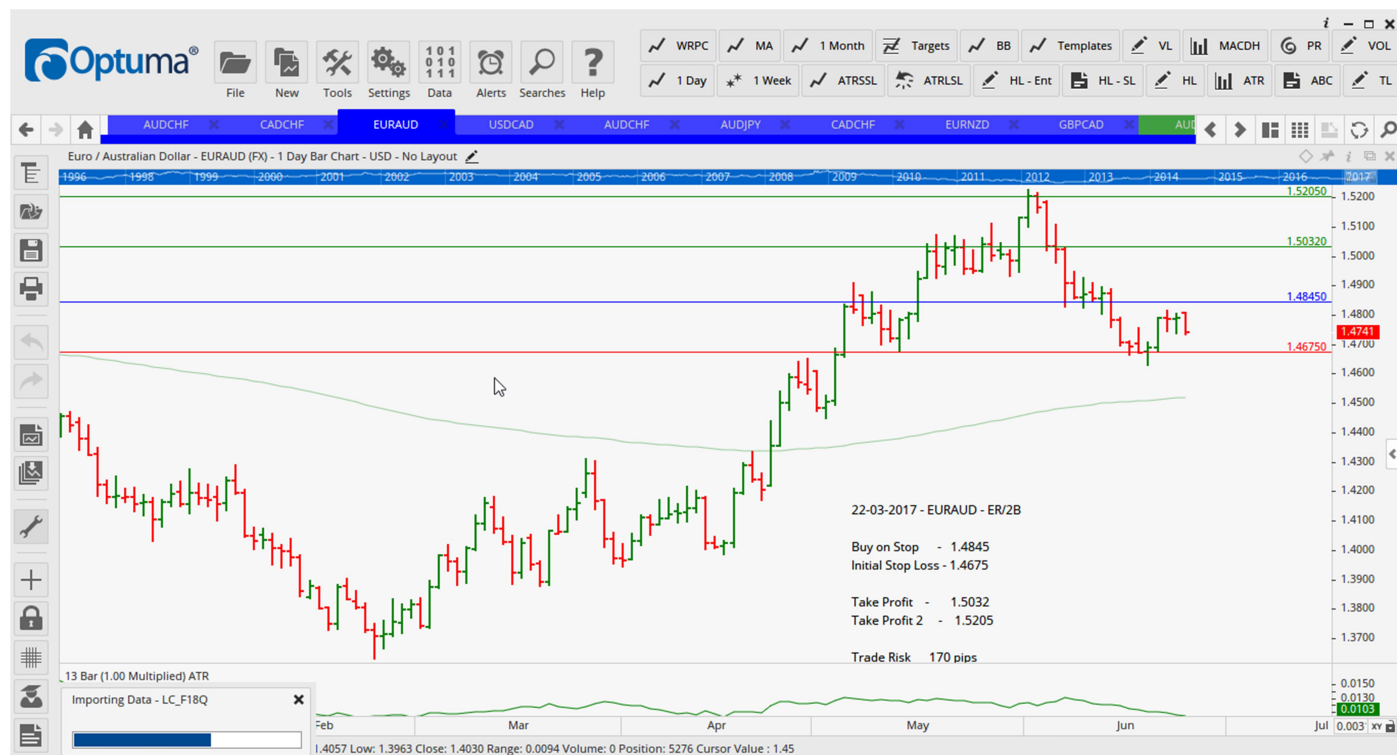 Optuma®
File
New
Tools
Settings
Data
Alerts
Searches
Help
101
010
111
WRPC
MA
1 Month
Targets
BB
Templates
VL
MACDH
PR
VOL
1 Day
1 Week
ATRSSL
ATRLSL
HL - Ent
HL - SL
HL
ATR
ABC
TL
AUDCHF
CADCHF
EURAUD
USDCAD
AUDCHF
AUDJPY
CADCHF
EURNZD
GBPCAD
AUD
Euro / Australian Dollar - EURAUD (FX) - 1 Day Bar Chart - USD - No Layout
1996 1998 1999 2000 2001 2002 2003 2004 2005 2006 2007 2008 2009 2010 2011 2012 2013 2014 2015 2016 2017
1.52050
1.50320
1.48450
1.46750
1.5200
1.5100
1.5000
1.4900
1.4800
1.4741
1.4700
1.4600
1.4500
1.4400
1.4300
1.4200
1.4100
1.4000
1.3900
1.3800
1.3700
22-03-2017 - EURAUD - ER/2B
Buy on Stop - 1.4845
Initial Stop Loss - 1.4675
Take Profit - 1.5032
Take Profit 2 - 1.5205
Trade Risk 170 pips
13 Bar (1.00 Multiplied) ATR
0.0150
0.0130
0.0103
0.003
XY
Importing Data - LC_F18Q
Feb Mar Apr May Jun Jul
1.4057 Low: 1.3963 Close: 1.4030 Range: 0.0094 Volume: 0 Position: 5276 Cursor Value : 1.45